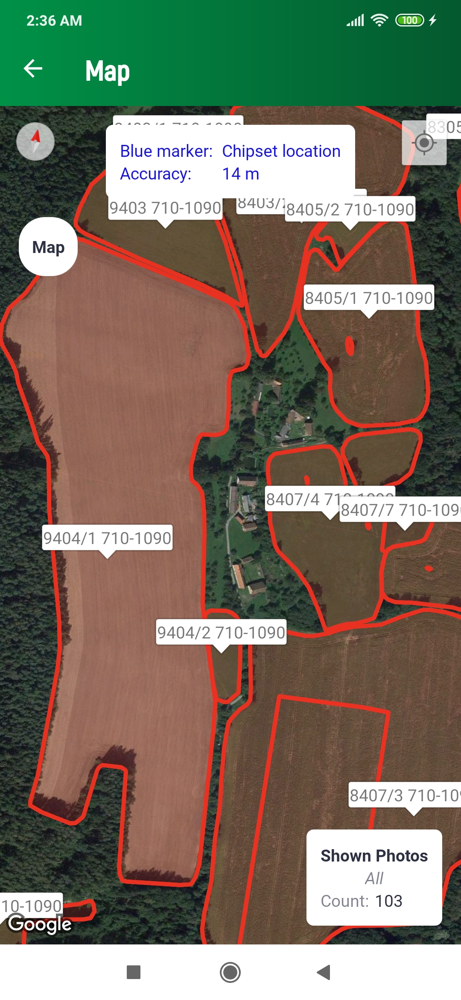 2:36 AM
100
Map
8305
Blue marker: Chipset location
Accuracy: 14 m
9403 710-1090
8403/2
8405/2 710-1090
Map
8405/1 710-1090
8407/4 71
8407/7 710-109
9404/1 710-1090
9404/2 710-1090
8407/3 710-10
Shown Photos
All
Count: 103
10-1090
Google